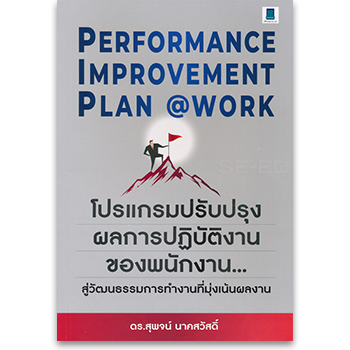 PERFORMANCE
IMPROVEMENT
PLAN @WORK
SE-ED
โปรแกรมปรับปรุง
ผลการปฏิบัติงาน
ของพนักงาน...
สู่วัฒนธรรมการทำงานที่มุ่งเน้นผลงาน
ดร.สุพจน์ นาคสวัสดิ์